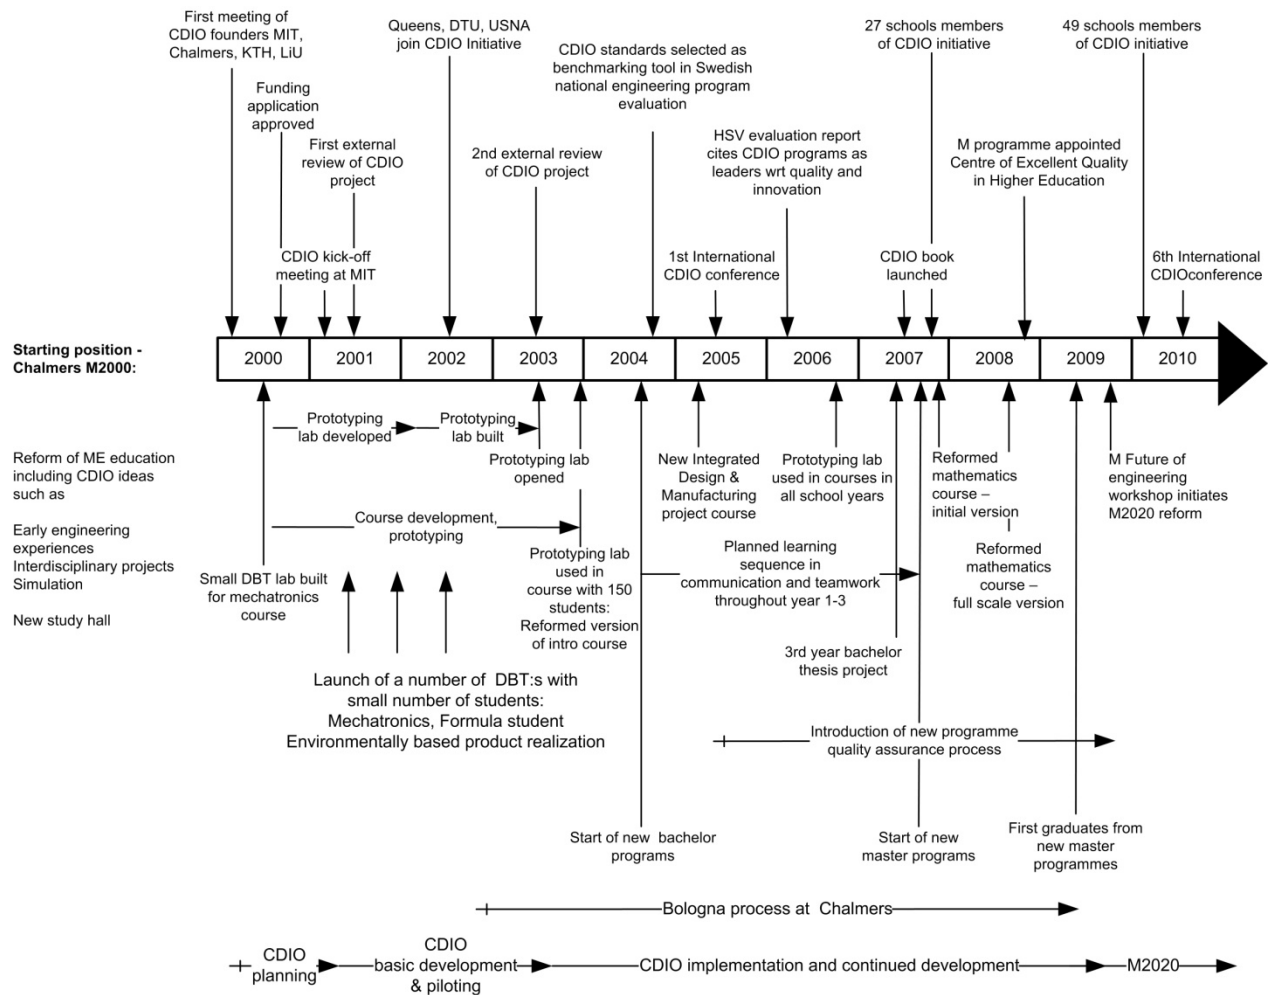 First meeting of
CDIO founders MIT,
Chalmers, KTH, LiU
Funding
application
approved
First external
review of CDIO
project
CDIO kick-off
meeting at MIT
Queens, DTU, USNA
join CDIO Initiative
2nd external review
of CDIO project
CDIO standards selected as
benchmarking tool in Swedish
national engineering program
evaluation
1st International
CDIO conference
HSV evaluation report
cites CDIO programs as
leaders wrt quality and
innovation
27 schools members
of CDIO initiative
CDIO book
launched
M programme appointed
Centre of Excellent Quality
in Higher Education
49 schools members
of CDIO initiative
6th International
CDIOconference
Starting position -
Chalmers M2000:
2000 2001 2002 2003 2004 2005 2006 2007 2008 2009 2010
Reform of ME education
including CDIO ideas
such as
Early engineering
experiences
Interdisciplinary projects
Simulation
New study hall
Prototyping
lab developed
Prototyping
lab built
Prototyping lab
opened
Course development,
prototyping
Small DBT lab built
for mechatronics
course
Prototyping lab
used in
course with 150
students:
Reformed version
of intro course
Launch of a number of DBT:s with
small number of students:
Mechatronics, Formula student
Environmentally based product realization
New Integrated
Design &
Manufacturing
project course
Prototyping lab
used in courses in
all school years
Planned learning
sequence in
communication and teamwork
throughout year 1-3
Reformed
mathematics
course –
initial version
Reformed
mathematics
course –
full scale version
M Future of
engineering
workshop initiates
M2020 reform
3rd year bachelor
thesis project
Introduction of new programme
quality assurance process
Start of new bachelor
programs
Start of new
master programs
First graduates from
new master
programmes
Bologna process at Chalmers
CDIO
planning
CDIO
basic development
& piloting
CDIO implementation and continued development
M2020